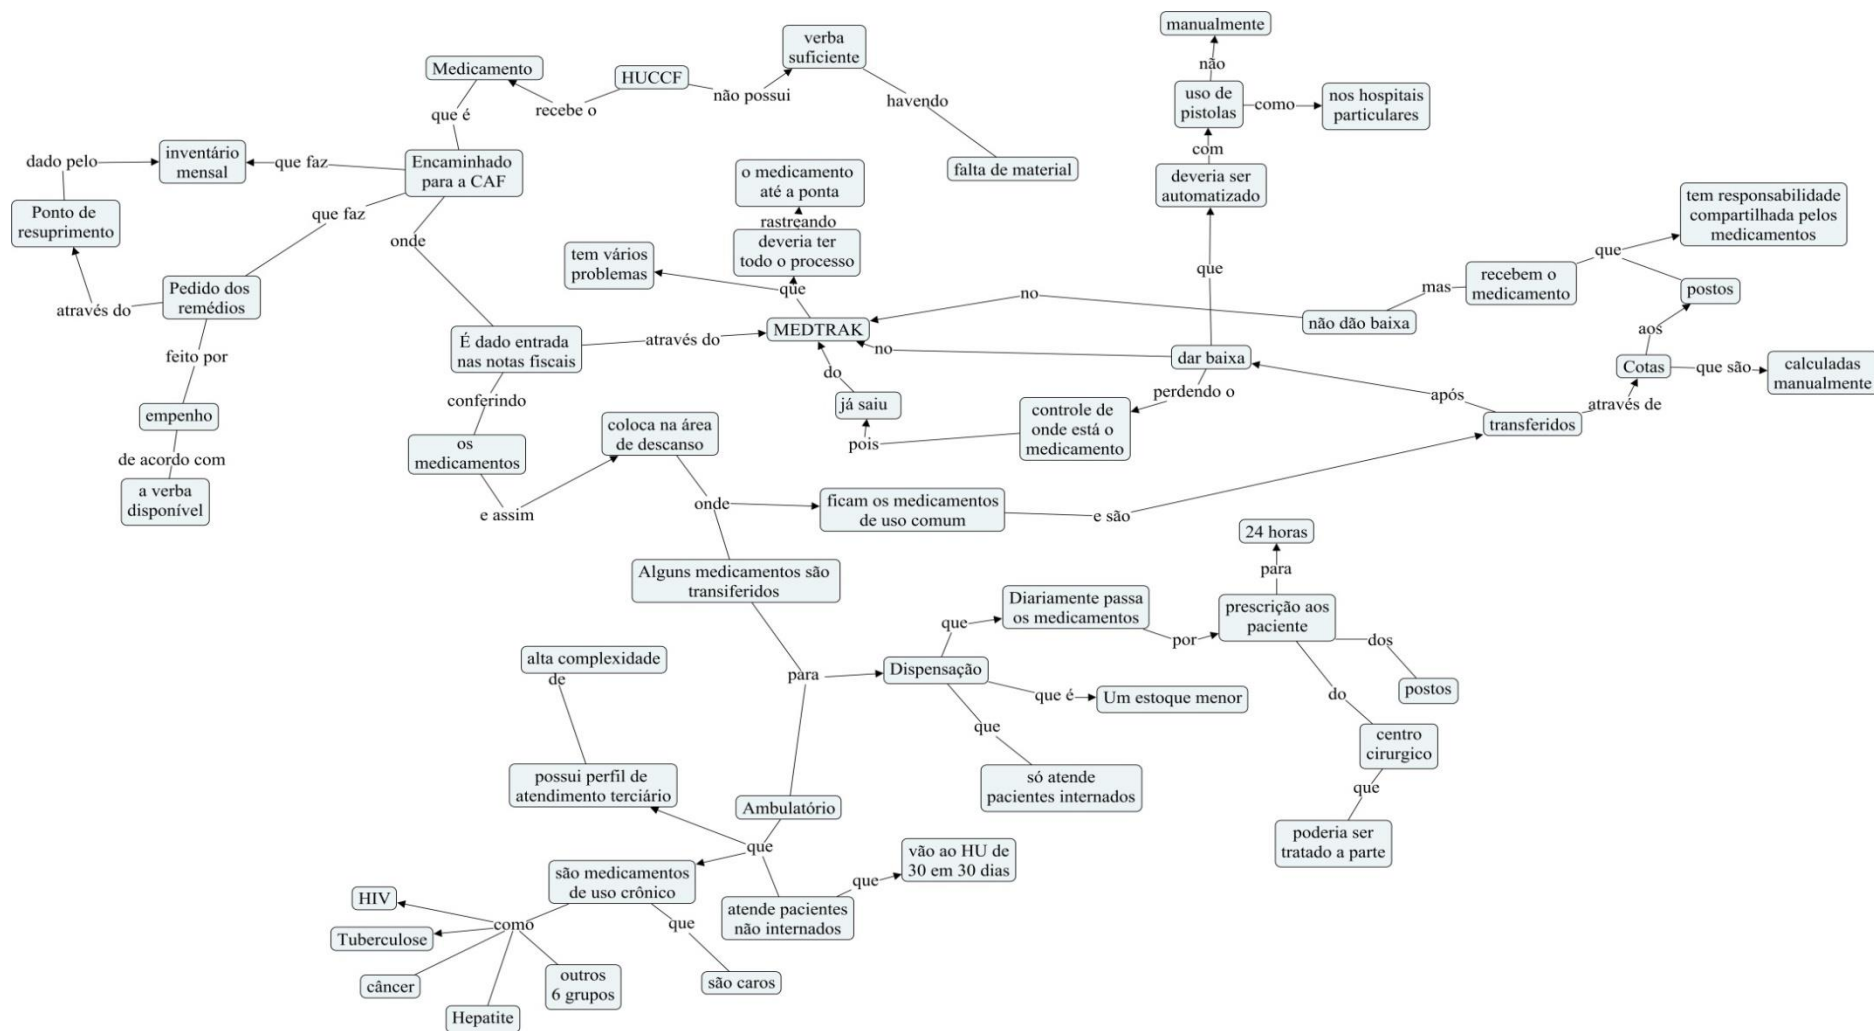 manualmente
verba
suficiente
Medicamento
HUCCF
não
não possui
recebe o
uso de
pistolas
como
nos hospitais
particulares
havendo
que é
com
dado pelo
inventário
mensal
que faz
Encaminhado
para a CAF
falta de material
o medicamento
até a ponta
deveria ser
automatizado
Ponto de
resuprimento
que faz
rastreando
tem responsabilidade
compartilhada pelos
medicamentos
onde
deveria ter
todo o processo
tem vários
problemas
que
que
que
recebem o
medicamento
mas
postos
através do
Pedido dos
remédios
no
não dão baixa
MEDTRAK
aos
É dado entrada
nas notas fiscais
através do
no
dar baixa
feito por
do
perdendo o
Cotas
que são
calculadas
manualmente
conferindo
já saiu
após
através de
empenho
coloca na área
de descanso
controle de
onde está o
medicamento
transferidos
os
medicamentos
pois
de acordo com
a verba
disponível
onde
e assim
ficam os medicamentos
de uso comum
e são
24 horas
para
Alguns medicamentos são
transiferidos
Diariamente passa
os medicamentos
prescrição aos
paciente
que
por
dos
alta complexidade
de
para
Dispensação
que é
Um estoque menor
do
postos
que
centro
cirurgico
possui perfil de
atendimento terciário
só atende
pacientes internados
que
Ambulatório
poderia ser
tratado a parte
que
vão ao HU de
30 em 30 dias
são medicamentos
de uso crônico
que
HIV
atende pacientes
não internados
como
que
Tuberculose
câncer
outros
6 grupos
são caros
Hepatite